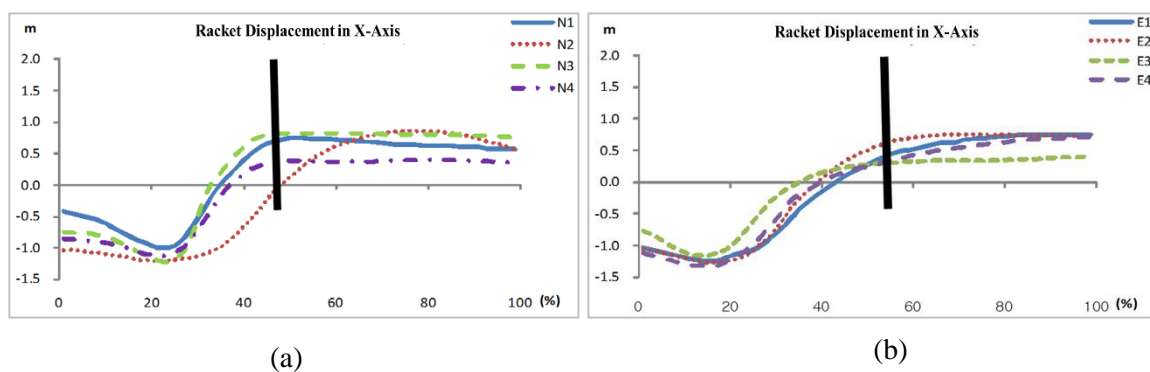 m
Racket Displacement in X-Axis
N1
N2
N3
N4
2.0
1.5
1.0
0.5
0.0
-0.5
-1.0
-1.5
0 20 40 60 80 100 (%)
(a)
m
Racket Displacement in X-Axis
E1
E2
E3
E4
2.0
1.5
1.0
0.5
0.0
-0.5
-1.0
-1.5
0 20 40 60 80 100 (%)
(b)